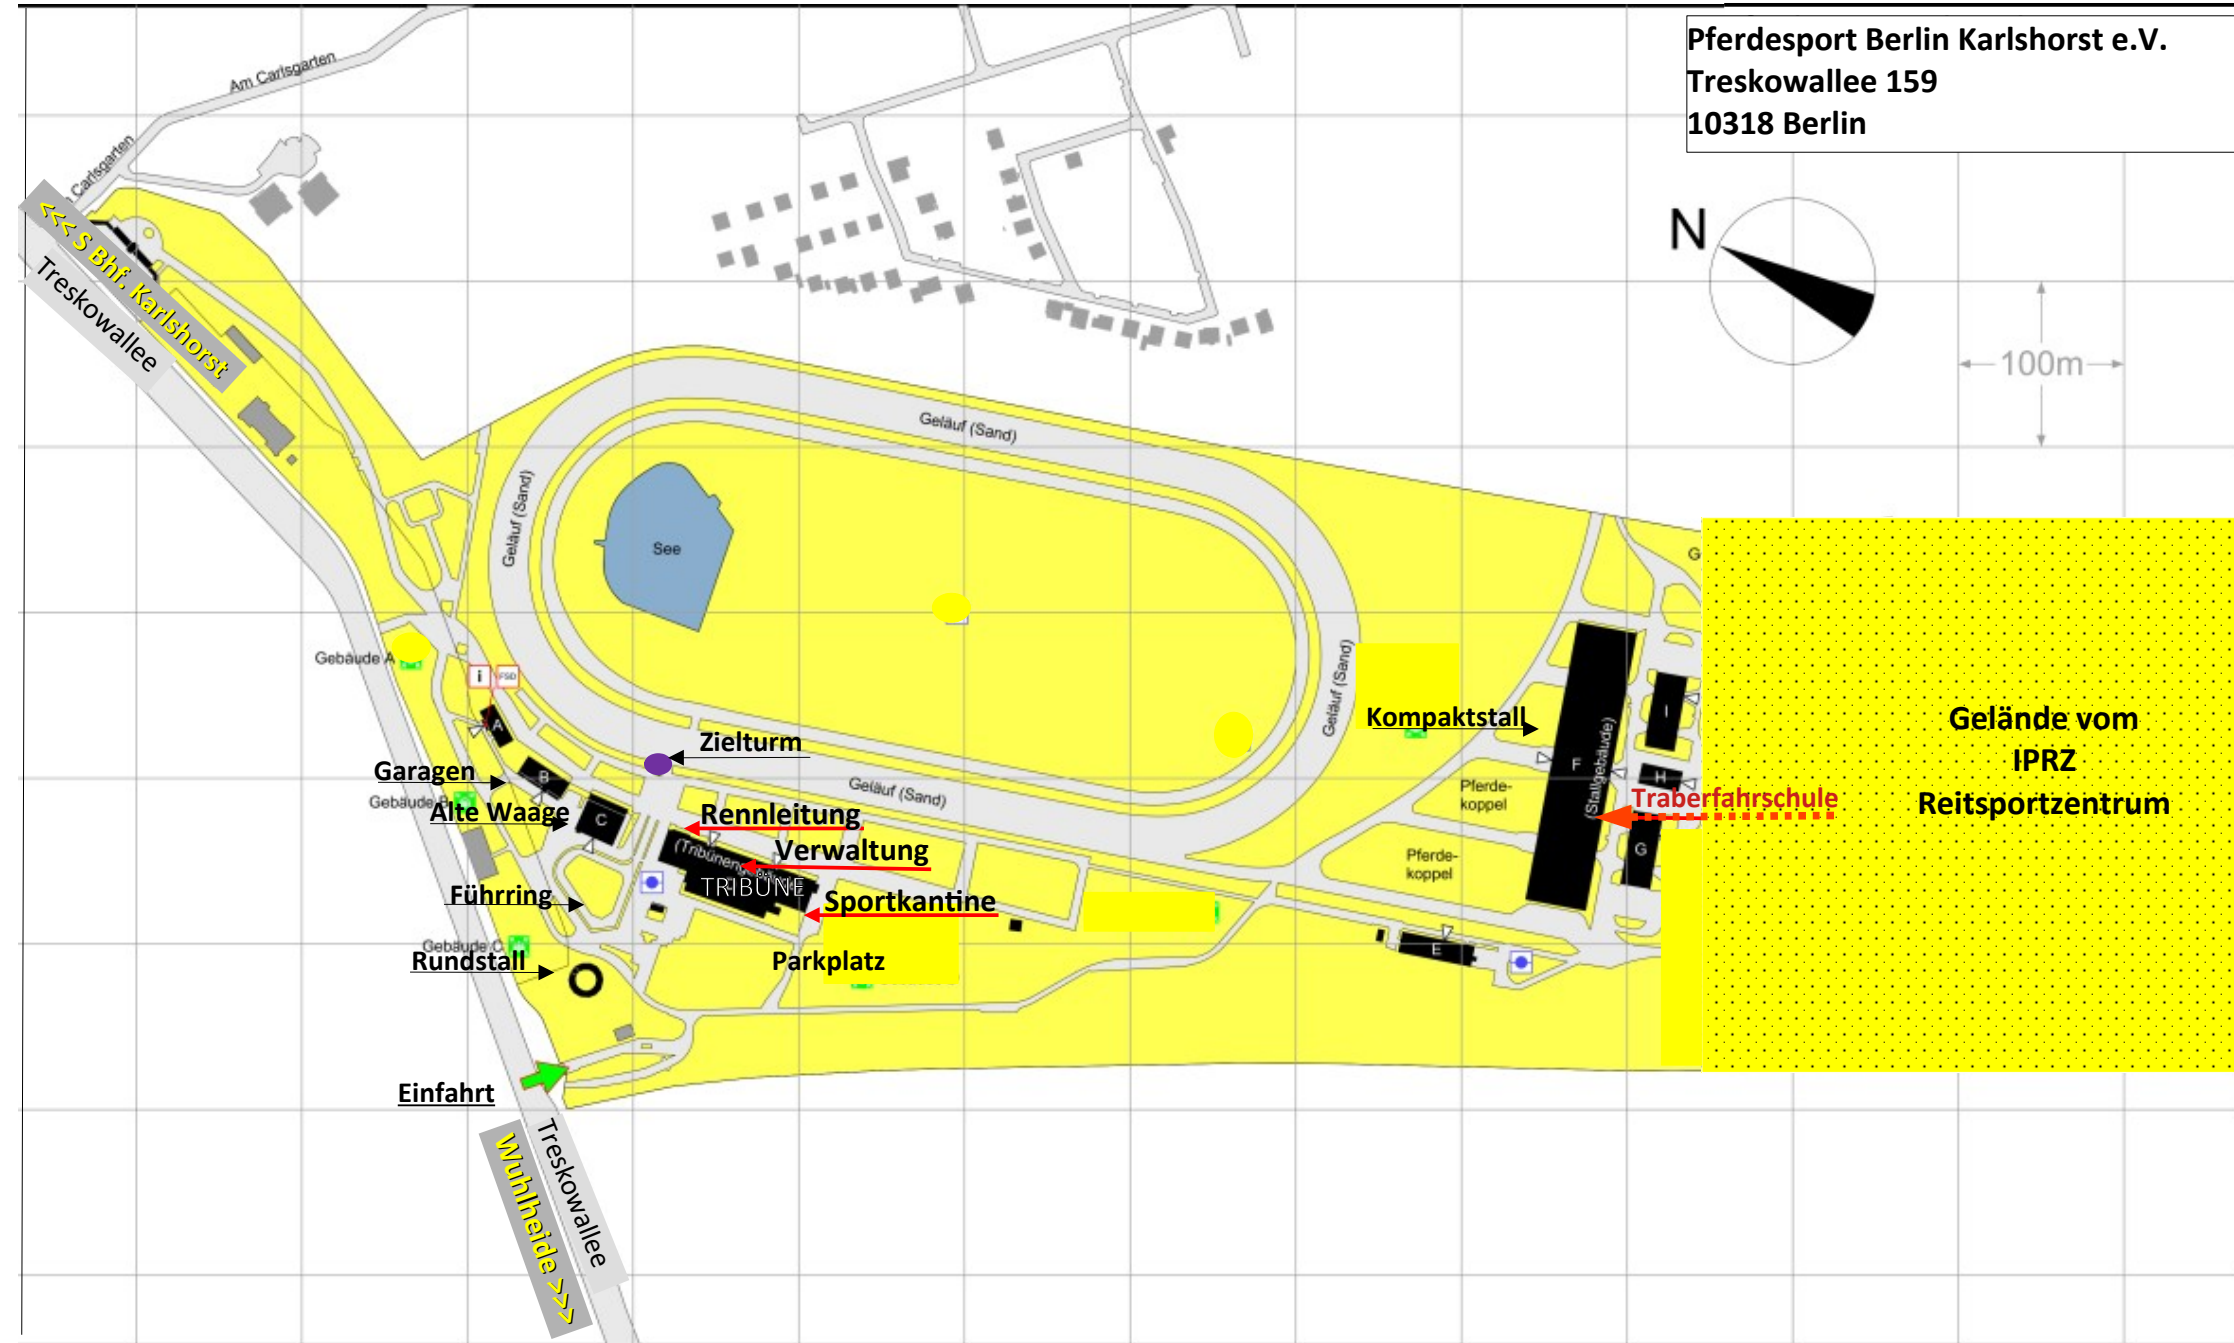 Pferdesport Berlin Karlshorst e.V.
Treskowallee 159
10318 Berlin
Am Carlsgarten
Carlsgarten
<<< S Bhf. Karlshorst
Treskowallee
N
100m
Geläuf (Sand)
Geläuf (Sand)
See
Geläuf (Sand)
Geläuf (Sand)
Gebäude A
i
FSD
A
Zielturm
Garagen
B
Gebäude B
Alte Waage
C
Rennleitung
Verwaltung
TRIBÜNE
Führring
Sportkantine
Gebäude C
Rundstall
Parkplatz
Einfahrt
Treskowallee
Wuhlheide >>>
Kompaktstall
Pferde-
koppel
Pferde-
koppel
F
(Stallgebäude)
G
I
H
Traberfahrschule
G
E
Gelände vom
IPRZ
Reitsportzentrum